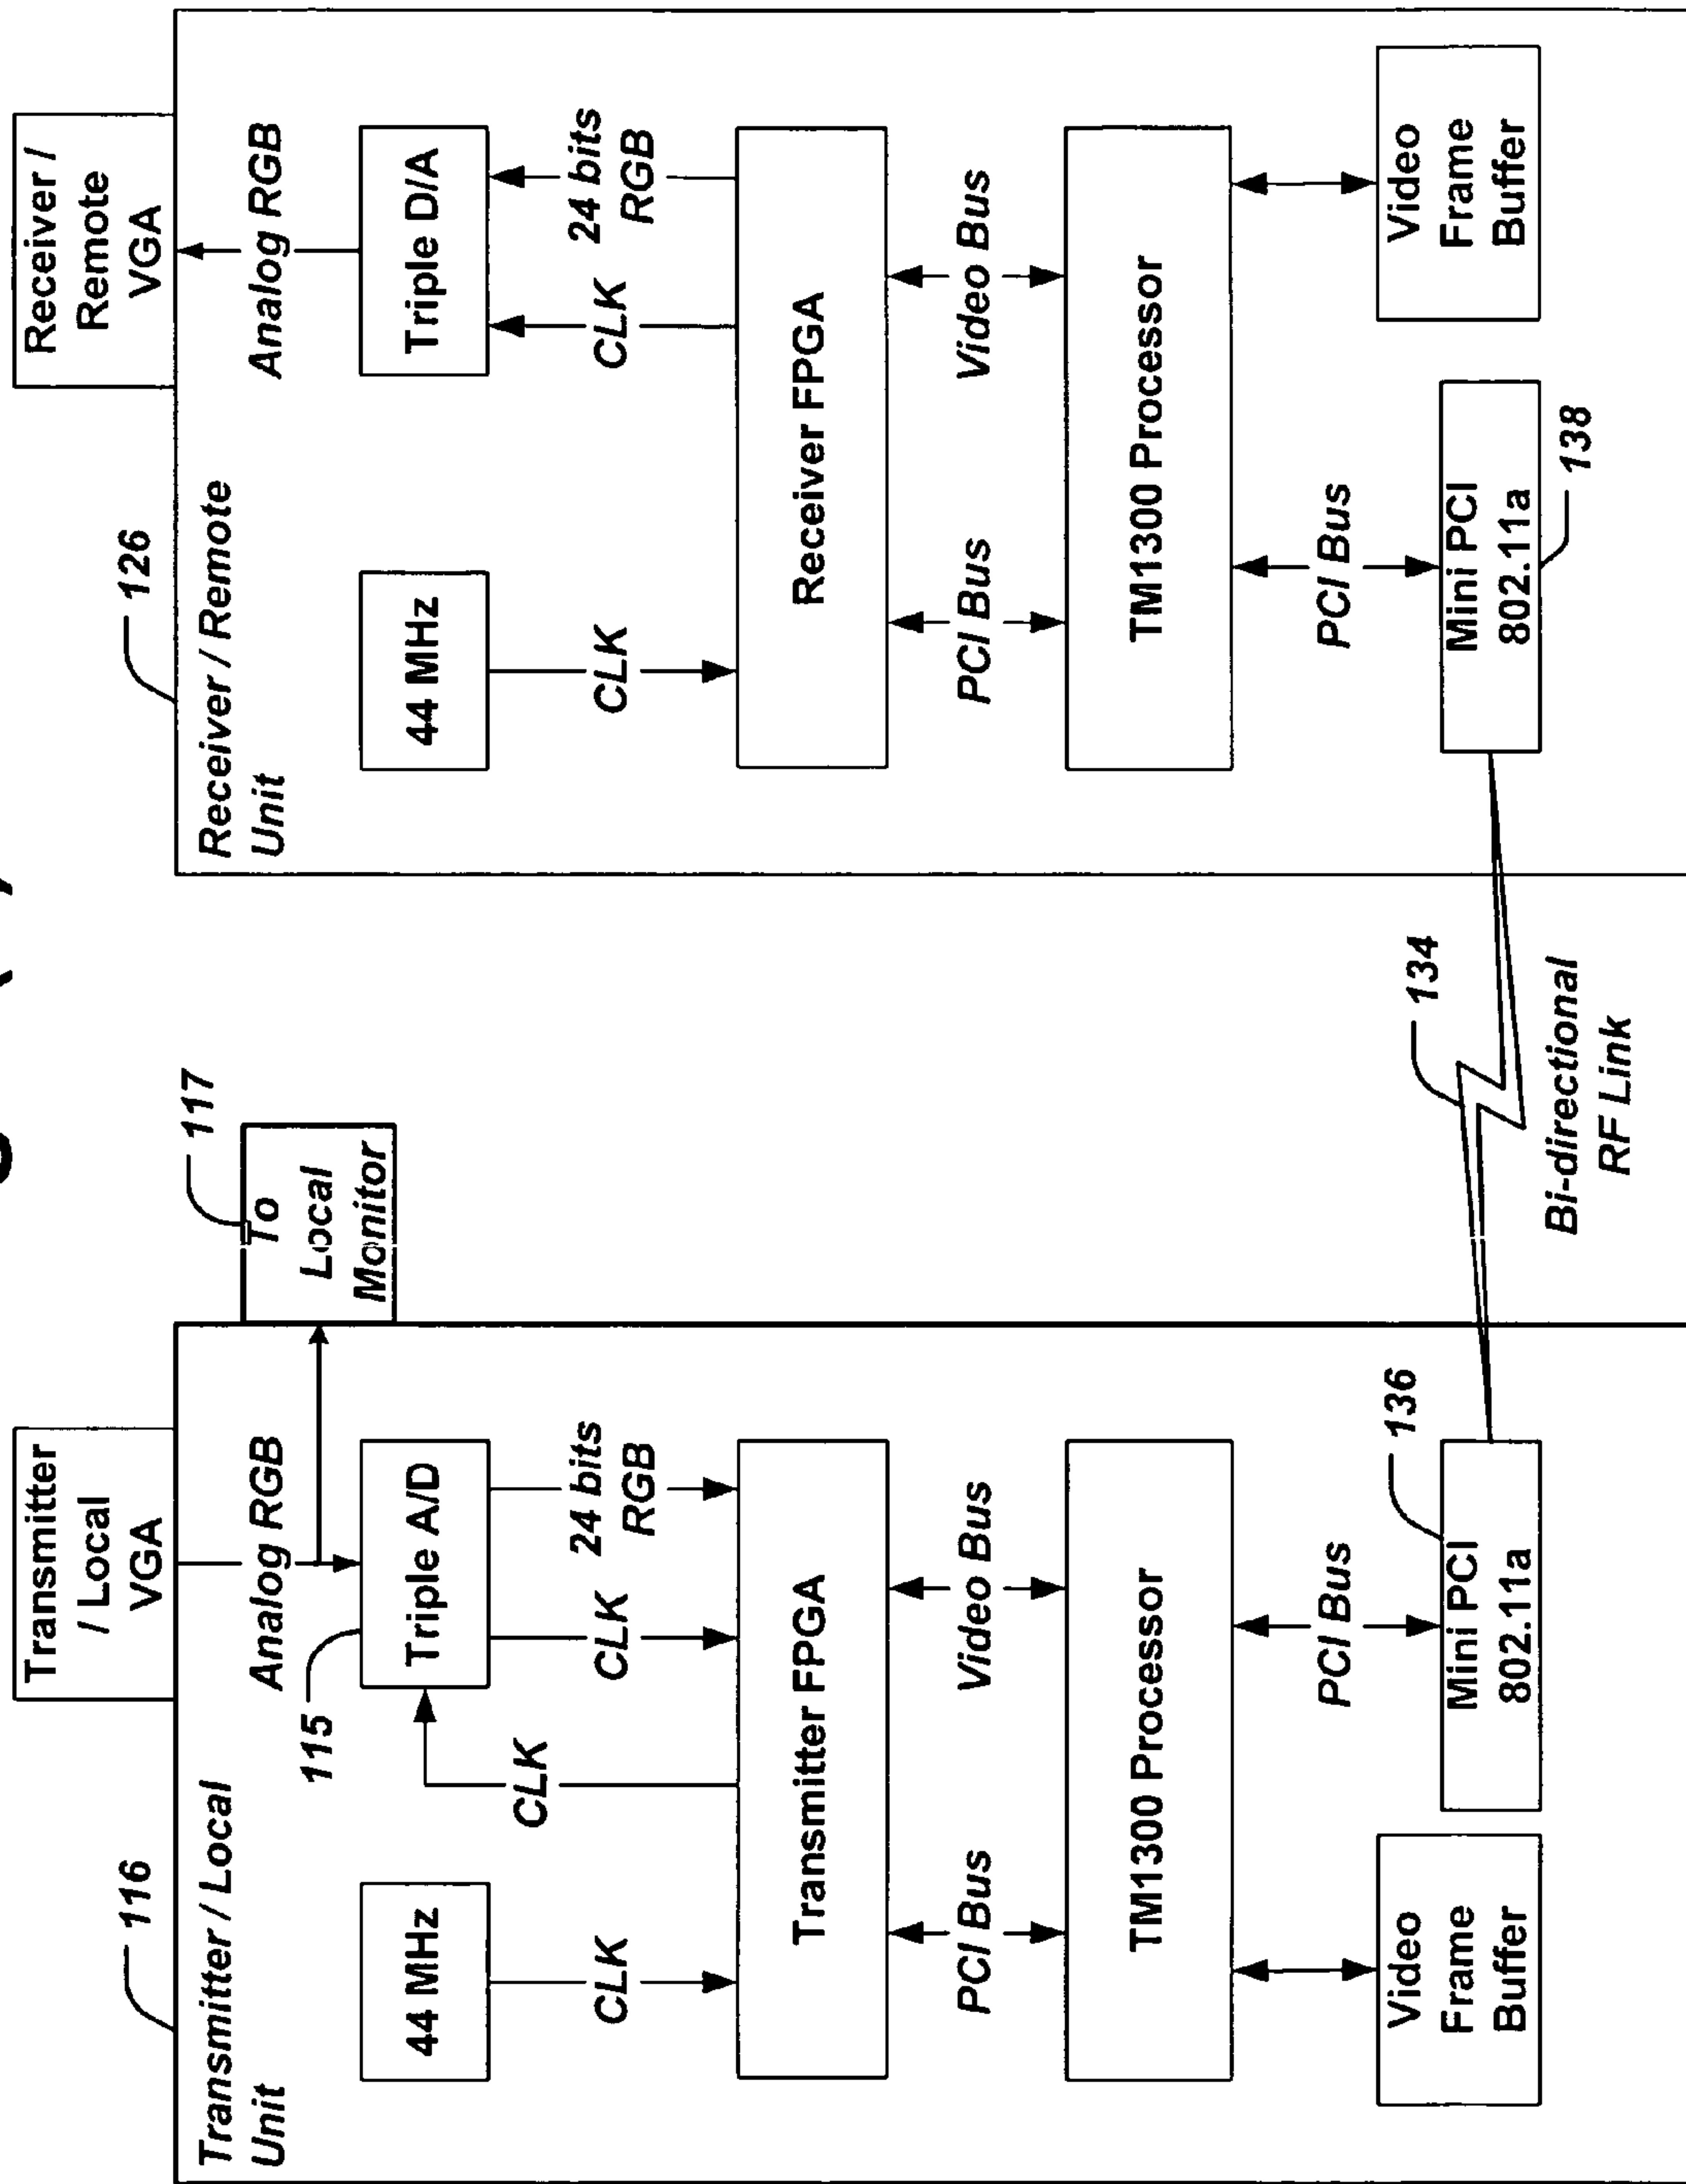 Transmitter
/ Local
VGA
116
Transmitter / Local
Unit
Analog RGB
117
To
Local
Monitor
115
44 MHz
Triple A/D
CLK
CLK
CLK
24 bits
RGB
Transmitter FPGA
PCI Bus
Video Bus
TM1300 Processor
PCI Bus
136
Video
Frame
Buffer
Mini PCI
802.11a
134
Bi-directional
RF Link
Receiver /
Remote
VGA
126
Receiver / Remote
Unit
Analog RGB
44 MHz
Triple D/A
CLK
CLK
24 bits
RGB
Receiver FPGA
PCI Bus
Video Bus
TM1300 Processor
PCI Bus
Mini PCI
802.11a
138
Video
Frame
Buffer